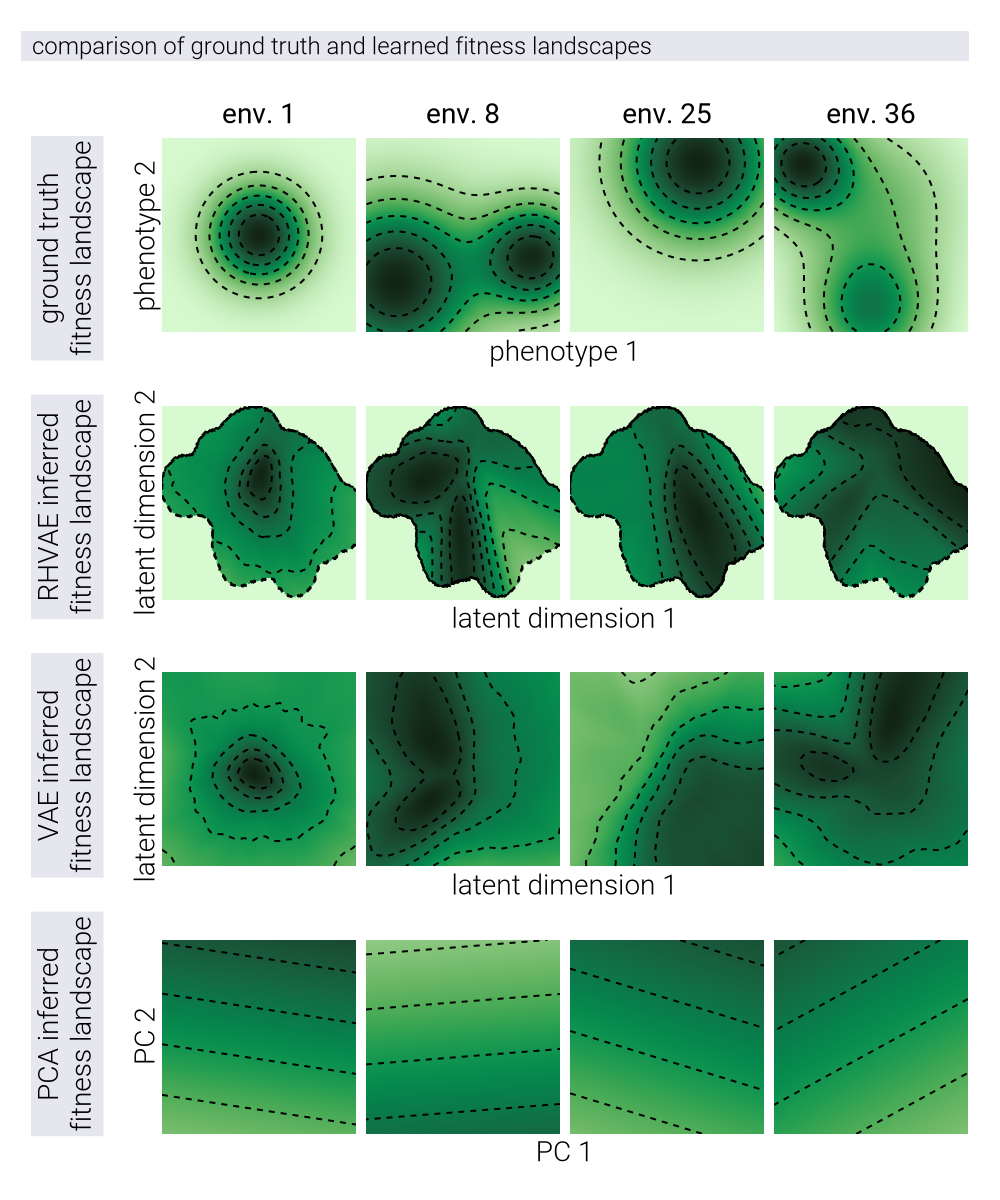 comparison of ground truth and learned fitness landscapes
env. 1
env. 8
env. 25
env. 36
ground truth
fitness landscape
phenotype 2
phenotype 1
RHVAE inferred
fitness landscape
latent dimension 2
latent dimension 1
VAE inferred
fitness landscape
latent dimension 2
latent dimension 1
PCA inferred
fitness landscape
PC 2
PC 1